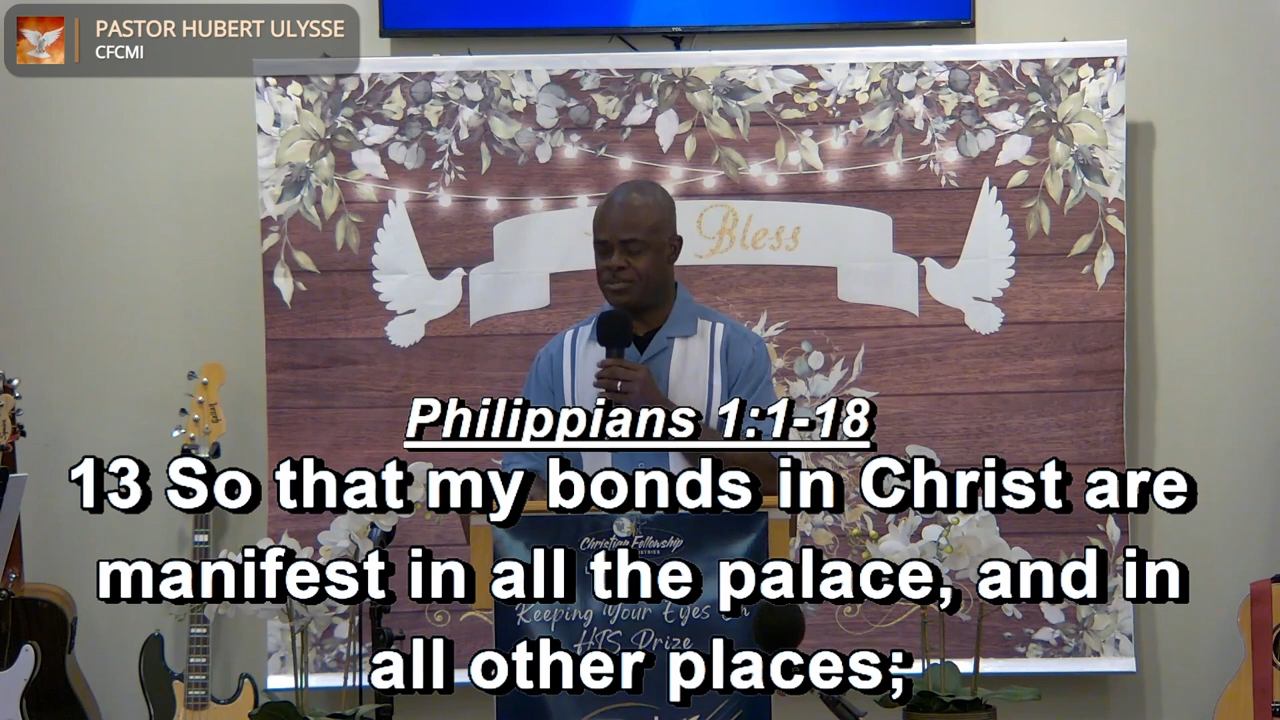 PASTOR HUBERT ULYSSE
CFCMI
TCL
Bless
Philippians 1:1-18
13 So that my bonds in Christ are
manifest in all the palace, and in
all other places;
Christian Fellowship
Keeping Your Eyes On
HIS Prize